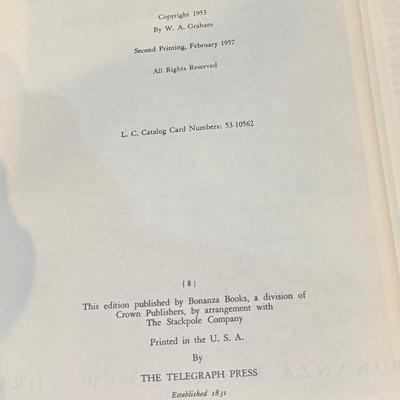 Copyright 1953
By W. A. Graham
Second Printing, February 1957
All Rights Reserved
L. C. Catalog Card Numbers: 53-10562
(B)
This edition published by Bonanza Books, a division of
Crown Publishers, by arrangement with
The Stackpole Company
Printed in the U. S. A.
By
THE TELEGRAPH PRESS
Established 1831